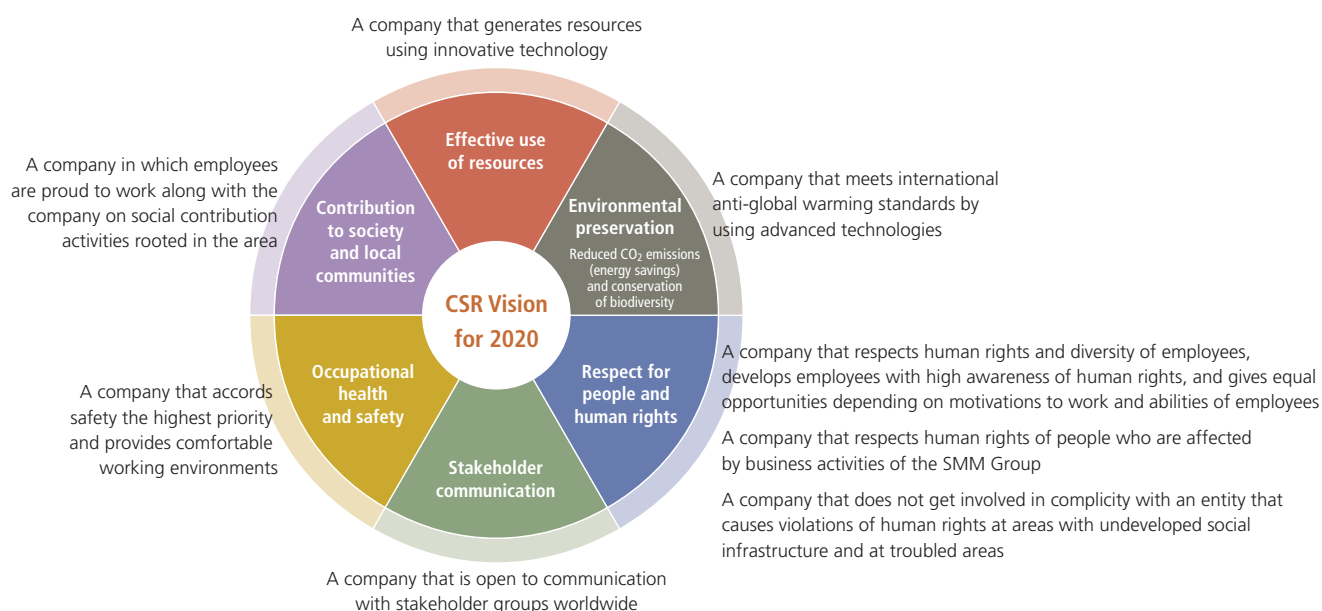 A company that generates resources
using innovative technology
Effective use
of resources
A company in which employees
are proud to work along with the
company on social contribution
activities rooted in the area
Contribution
to society
and local
communities
Environmental
preservation
Reduced CO₂ emissions
(energy savings)
and conservation
of biodiversity
A company that meets international
anti-global warming standards by
using advanced technologies
CSR Vision
for 2020
A company that accords
safety the highest priority
and provides comfortable
working environments
Occupational
health
and safety
Respect for
people and
human rights
A company that respects human rights and diversity of employees,
develops employees with high awareness of human rights, and gives equal
opportunities depending on motivations to work and abilities of employees
A company that respects human rights of people who are affected
by business activities of the SMM Group
A company that does not get involved in complicity with an entity that
causes violations of human rights at areas with undeveloped social
infrastructure and at troubled areas
Stakeholder
communication
A company that is open to communication
with stakeholder groups worldwide